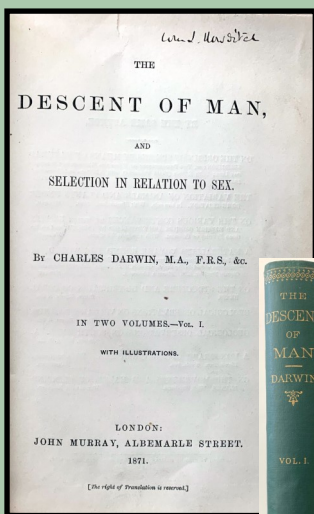 THE
DESCENT OF MAN,
AND
SELECTION IN RELATION TO SEX.
BY CHARLES DARWIN, M.A., F.R.S., &c.
IN TWO VOLUMES.—VOL. I.
WITH ILLUSTRATIONS.
LONDON:
JOHN MURRAY, ALBEMARLE STREET.
1871.
[The right of Translation is reserved.]
THE
DESCENT
OF
MAN
DARWIN
VOL. I.